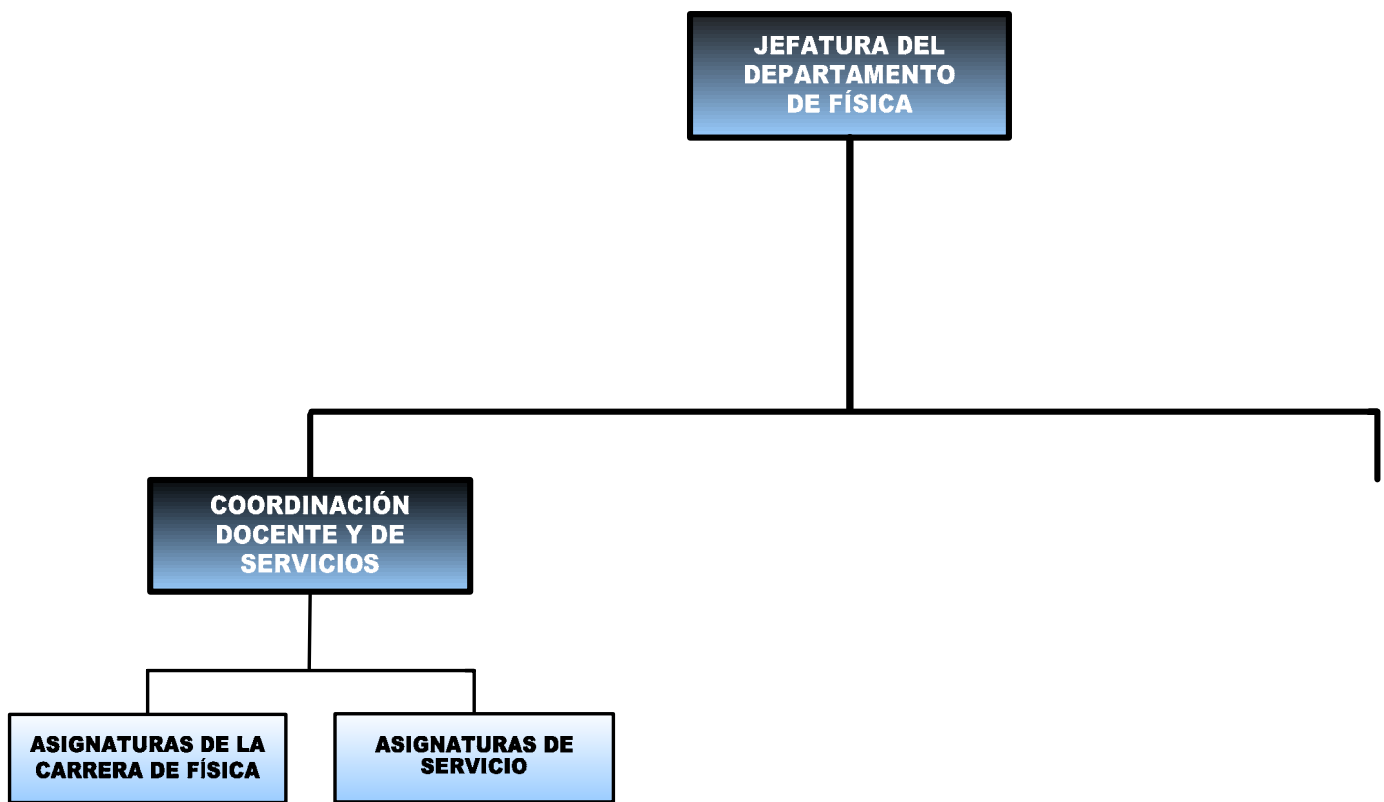 JEFATURA DEL
DEPARTAMENTO
DE FÍSICA
COORDINACIÓN
DOCENTE Y DE
SERVICIOS
ASIGNATURAS DE LA
CARRERA DE FÍSICA
ASIGNATURAS DE
SERVICIO